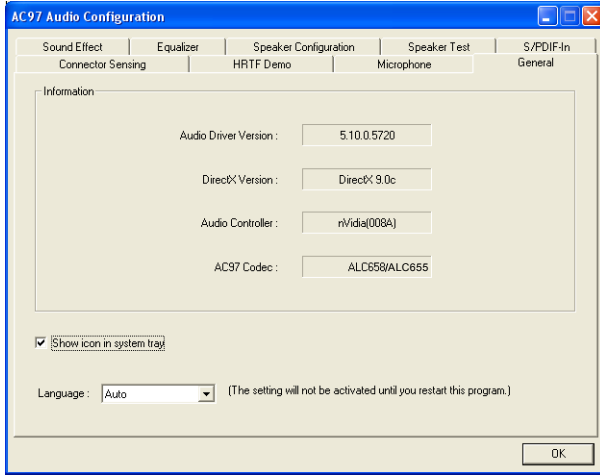 AC97 Audio Configuration
Sound Effect Equalizer Speaker Configuration Speaker Test S/PDIF-In
Connector Sensing HRTF Demo Microphone General
Information
Audio Driver Version : 5.10.0.5720
DirectX Version : DirectX 9.0c
Audio Controller : nVidia(008A)
AC97 Codec : ALC658/ALC655
Show icon in system tray
Language : Auto (The setting will not be activated until you restart this program.)
OK